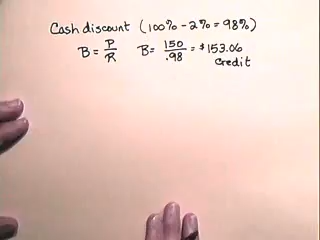 Cash discount (100% - 2% = 98%)
B = P/R B = 150/.98 = $153.06
Credit